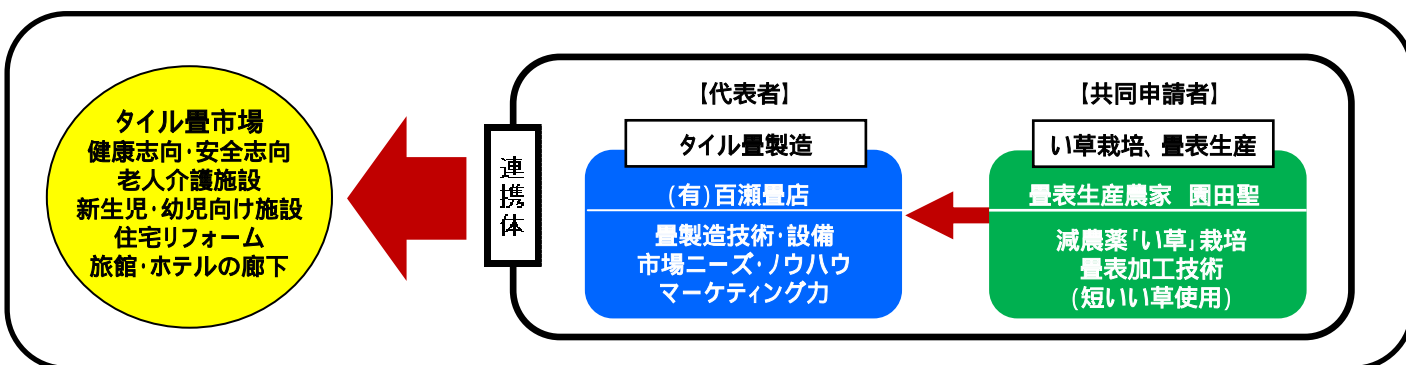 タイル畳市場
健康志向・安全志向
老人介護施設
新生児・幼児向け施設
住宅リフォーム
旅館・ホテルの廊下
連携体
【代表者】
タイル畳製造
(有)百瀬畳店
畳製造技術・設備
市場ニーズ・ノウハウ
マーケティング力
【共同申請者】
い草栽培、畳表生産
畳表生産農家 園田聖
減農薬「い草」栽培
畳表加工技術
(短いい草使用)